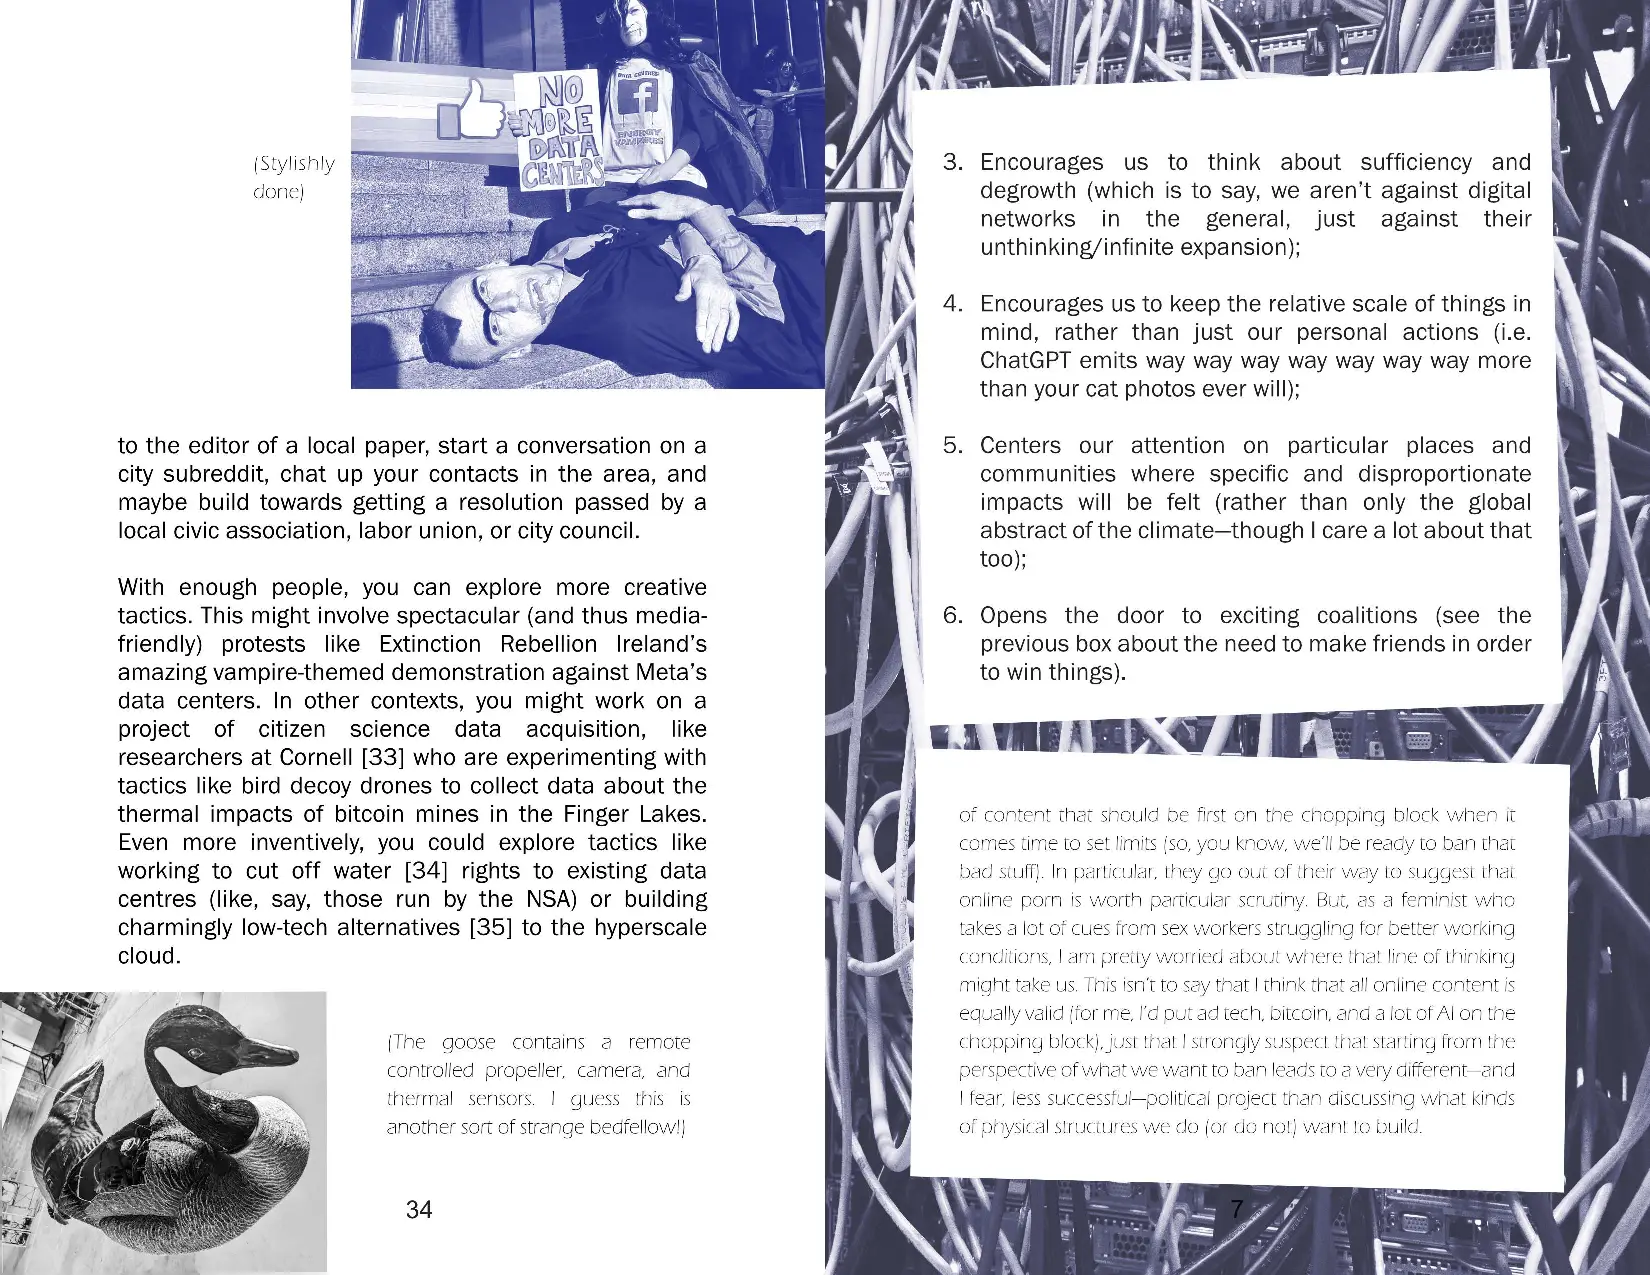 (Stylishly
done)
NO
MORE
DATA
CENTERS
f
ENERGY
VAMPIRES
to the editor of a local paper, start a conversation on a
city subreddit, chat up your contacts in the area, and
maybe build towards getting a resolution passed by a
local civic association, labor union, or city council.
With enough people, you can explore more creative
tactics. This might involve spectacular (and thus media-
friendly) protests like Extinction Rebellion Ireland’s
amazing vampire-themed demonstration against Meta’s
data centers. In other contexts, you might work on a
project of citizen science data acquisition, like
researchers at Cornell [33] who are experimenting with
tactics like bird decoy drones to collect data about the
thermal impacts of bitcoin mines in the Finger Lakes.
Even more inventively, you could explore tactics like
working to cut off water [34] rights to existing data
centres (like, say, those run by the NSA) or building
charmingly low-tech alternatives [35] to the hyperscale
cloud.
(The goose contains a remote
controlled propeller, camera, and
thermal sensors. I guess this is
another sort of strange bedfellow!)
34
3. Encourages us to think about sufficiency and
degrowth (which is to say, we aren’t against digital
networks in the general, just against their
unthinking/infinite expansion);
4. Encourages us to keep the relative scale of things in
mind, rather than just our personal actions (i.e.
ChatGPT emits way way way way way way way more
than your cat photos ever will);
5. Centers our attention on particular places and
communities where specific and disproportionate
impacts will be felt (rather than only the global
abstract of the climate—though I care a lot about that
too);
6. Opens the door to exciting coalitions (see the
previous box about the need to make friends in order
to win things).
of content that should be first on the chopping block when it
comes time to set limits (so, you know, we’ll be ready to ban that
bad stuff). In particular, they go out of their way to suggest that
online porn is worth particular scrutiny. But, as a feminist who
takes a lot of cues from sex workers struggling for better working
conditions, I am pretty worried about where that line of thinking
might take us. This isn’t to say that I think that all online content is
equally valid (for me, I’d put ad tech, bitcoin, and a lot of AI on the
chopping block), just that I strongly suspect that starting from the
perspective of what we want to ban leads to a very different—and
I fear, less successful—political project than discussing what kinds
of physical structures we do (or do not) want to build.
7